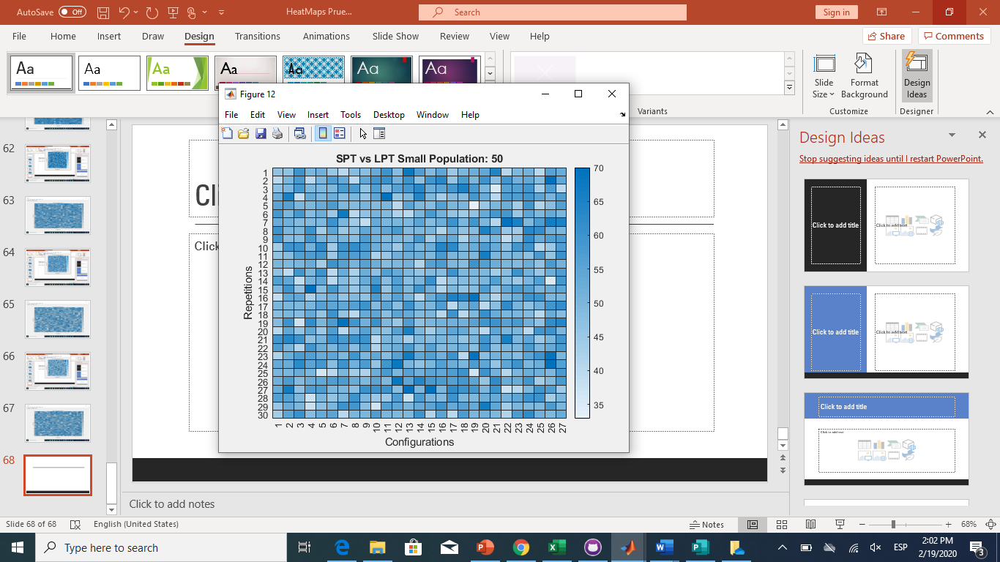 AutoSave Off HeatMaps Prue... Search Sign in
File Home Insert Draw Design Transitions Animations Slide Show Review View Help Share Comments
Aa Aa Aa Aa Aa Aa Aa
Slide Size
Format Background
Design Ideas
Variants Customize Designer
Figure 12
File Edit View Insert Tools Desktop Window Help
SPT vs LPT Small Population: 50
Repetitions
1
2
3
4
5
6
7
8
9
10
11
12
13
14
15
16
17
18
19
20
21
22
23
24
25
26
27
28
29
30
1 2 3 4 5 6 7 8 9 10 11 12 13 14 15 16 17 18 19 20 21 22 23 24 25 26 27
Configurations
70
65
60
55
50
45
40
35
Click
62
63
64
65
66
67
68
Design Ideas
Stop suggesting ideas until I restart PowerPoint.
Click to add title Click to add text
Click to add title Click to add text
Click to add title
Click to add text
Click to add notes
Slide 68 of 68 English (United States) Notes 68%
Type here to search ESP 2:02 PM
2/19/2020 3